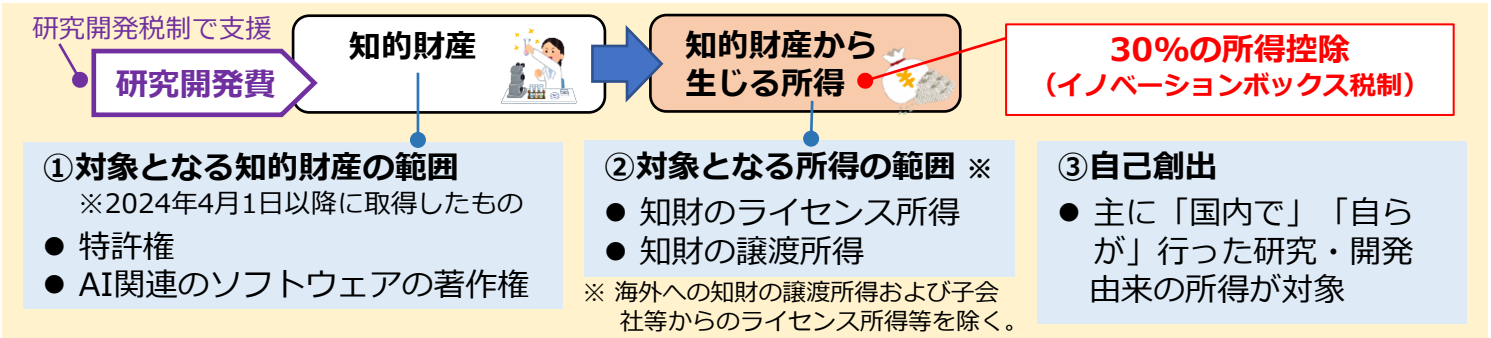 研究開発税制で支援
研究開発費
知的財産
知的財産から
生じる所得
30%の所得控除
（イノベーションボックス税制）
①対象となる知的財産の範囲
※2024年4月1日以降に取得したもの
● 特許権
● AI関連のソフトウェアの著作権
②対象となる所得の範囲 ※
● 知財のライセンス所得
● 知財の譲渡所得
※ 海外への知財の譲渡所得および子会
社等からのライセンス所得等を除く。
③自己創出
● 主に「国内で」「自ら
が」行った研究・開発
由来の所得が対象